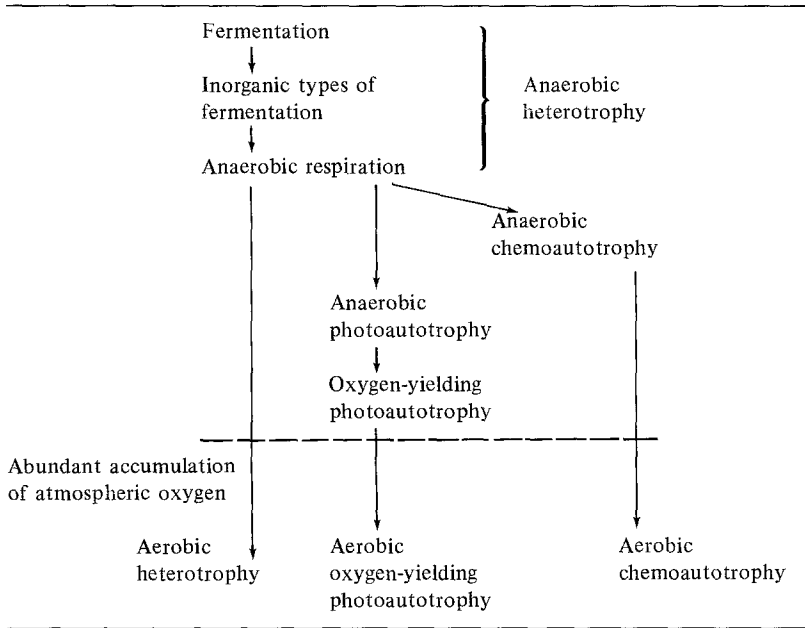 Fermentation
Inorganic types of
fermentation
Anaerobic respiration
Anaerobic
heterotrophy
Anaerobic
chemoautotrophy
Anaerobic
photoautotrophy
Oxygen-yielding
photoautotrophy
Abundant accumulation
of atmospheric oxygen
Aerobic
heterotrophy
Aerobic
oxygen-yielding
photoautotrophy
Aerobic
chemoautotrophy